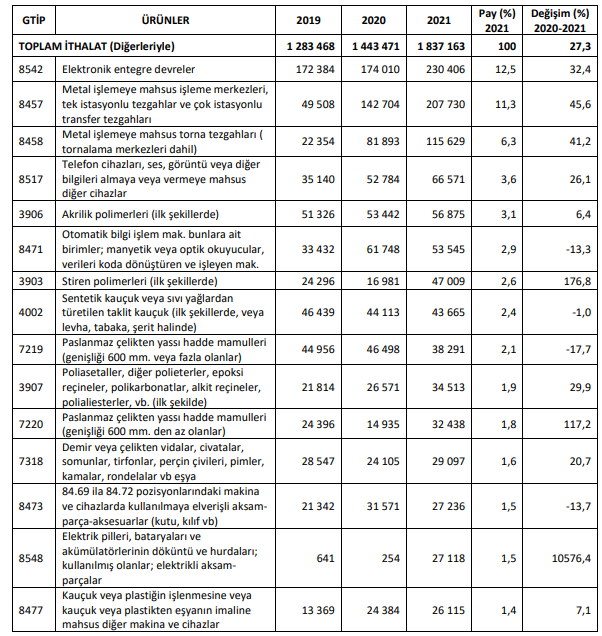 GTİP ÜRÜNLER 2019 2020 2021 Pay (%) 2021 Değişim (%) 2020-2021
TOPLAM İTHALAT (Diğerleriyle) 1 283 468 1 443 471 1 837 163 100 27,3
8542 Elektronik entegre devreler 172 384 174 010 230 406 12,5 32,4
8457 Metal işlemeye mahsus işleme merkezleri,
tek istasyonlu tezgahlar ve çok istasyonlu
transfer tezgahları 49 508 142 704 207 730 11,3 45,6
8458 Metal işlemeye mahsus torna tezgahları (
tornalama merkezleri dahil) 22 354 81 893 115 629 6,3 41,2
8517 Telefon cihazları, ses, görüntü veya diğer
bilgileri almaya veya vermeye mahsus
diğer cihazlar 35 140 52 784 66 571 3,6 26,1
3906 Akrilik polimerleri (ilk şekillerde) 51 326 53 442 56 875 3,1 6,4
8471 Otomatik bilgi işlem mak. bunlara ait
birimler; manyetik veya optik okuyucular,
verileri koda dönüştüren ve işleyen mak. 33 432 61 748 53 545 2,9 -13,3
3903 Stiren polimerleri (ilk şekillerde) 24 296 16 981 47 009 2,6 176,8
4002 Sentetik kauçuk veya sıvı yağlardan
türetilen taklit kauçuk (ilk şekillerde, veya
levha, tabaka, şerit halinde) 46 439 44 113 43 665 2,4 -1,0
7219 Paslanmaz çelikten yassı hadde mamulleri
(genişliği 600 mm. veya fazla olanlar) 44 956 46 498 38 291 2,1 -17,7
3907 Poliasetaller, diğer polieterler, epoksi
reçineler, polikarbonatlar, alkit reçineler,
polialiesterler, vb. (ilk şekilde) 21 814 26 571 34 513 1,9 29,9
7220 Paslanmaz çelikten yassı hadde mamulleri
(genişliği 600 mm. den az olanlar) 24 396 14 935 32 438 1,8 117,2
7318 Demir veya çelikten vidalar, civatalar,
somunlar, tirfonlar, perçin çivileri, pimler,
kamalar, rondelalar vb eşya 28 547 24 105 29 097 1,6 20,7
8473 84.69 ila 84.72 pozisyonlarındaki makina
ve cihazlarda kullanılmaya elverişli aksam-
parça-aksesuarlar (kutu, kılıf vb) 21 342 31 571 27 236 1,5 -13,7
8548 Elektrik pilleri, bataryaları ve
akümülatörlerinin döküntü ve hurdaları;
kullanılmış olanlar; elektrikli aksam-
parçalar 641 254 27 118 1,5 10576,4
8477 Kauçuk veya plastiğin işlenmesine veya
kauçuk veya plastikten eşyanın imaline
mahsus diğer makina ve cihazlar 13 369 24 384 26 115 1,4 7,1